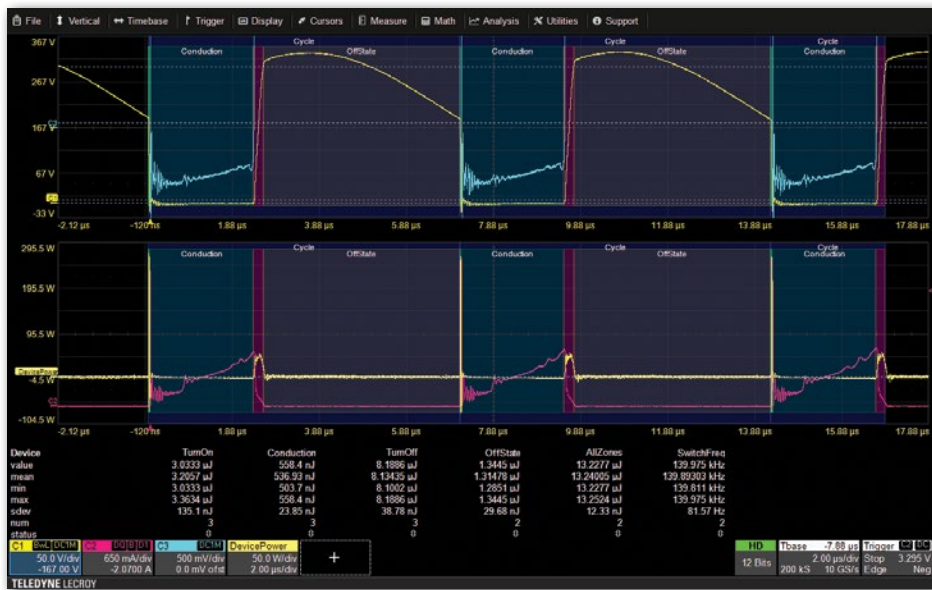 File Vertical Timebase Trigger Display Cursors Measure Math Analysis Utilities Support
367 V
Cycle Cycle Cycle
Conduction OffState Conduction OffState Conduction
267 V
C3
167 V
67 V
C1
-33 V
-2.12 µs -120 ns 1.88 µs 3.88 µs 5.88 µs 7.88 µs 9.88 µs 11.88 µs 13.88 µs 15.88 µs 17.88 µs
295.5 W
Cycle Cycle Cycle
Conduction OffState Conduction OffState Conduction
195.5 W
95.5 W
DevicePower
-4.5 W
C2
-104.5 W
-2.12 µs -120 ns 1.88 µs 3.88 µs 5.88 µs 7.88 µs 9.88 µs 11.88 µs 13.88 µs 15.88 µs 17.88 µs
Device TurnOn Conduction TurnOff OffState AllZones SwitchFreq
value 3.0333 µJ 558.4 nJ 8.1886 µJ 1.3445 µJ 13.2277 µJ 139.975 kHz
mean 3.2057 µJ 536.93 nJ 8.13435 µJ 1.31478 µJ 13.24005 µJ 139.89303 kHz
min 3.0333 µJ 503.7 nJ 8.1002 µJ 1.2851 µJ 13.2277 µJ 139.811 kHz
max 3.3634 µJ 558.4 nJ 8.1886 µJ 1.3445 µJ 13.2524 µJ 139.975 kHz
sdev 135.1 nJ 23.85 nJ 38.78 nJ 29.68 nJ 12.33 nJ 81.57 Hz
num 3 3 3 2 2 2
status 0 0 0 0 0 0
C1 BwL DC1M C2 DQ B D1 C3 DC1M DevicePower HD Tbase -7.88 µs Trigger C2 DC
50.0 V/div 650 mA/div 500 mV/div 50.0 W/div + 12 Bits 2.00 µs/div Stop 3.295 V
-167.00 V -2.0700 A 0.0 mV ofst 2.00 µs/div 200 kS 10 GS/s Edge Neg
TELEDYNE LECROY